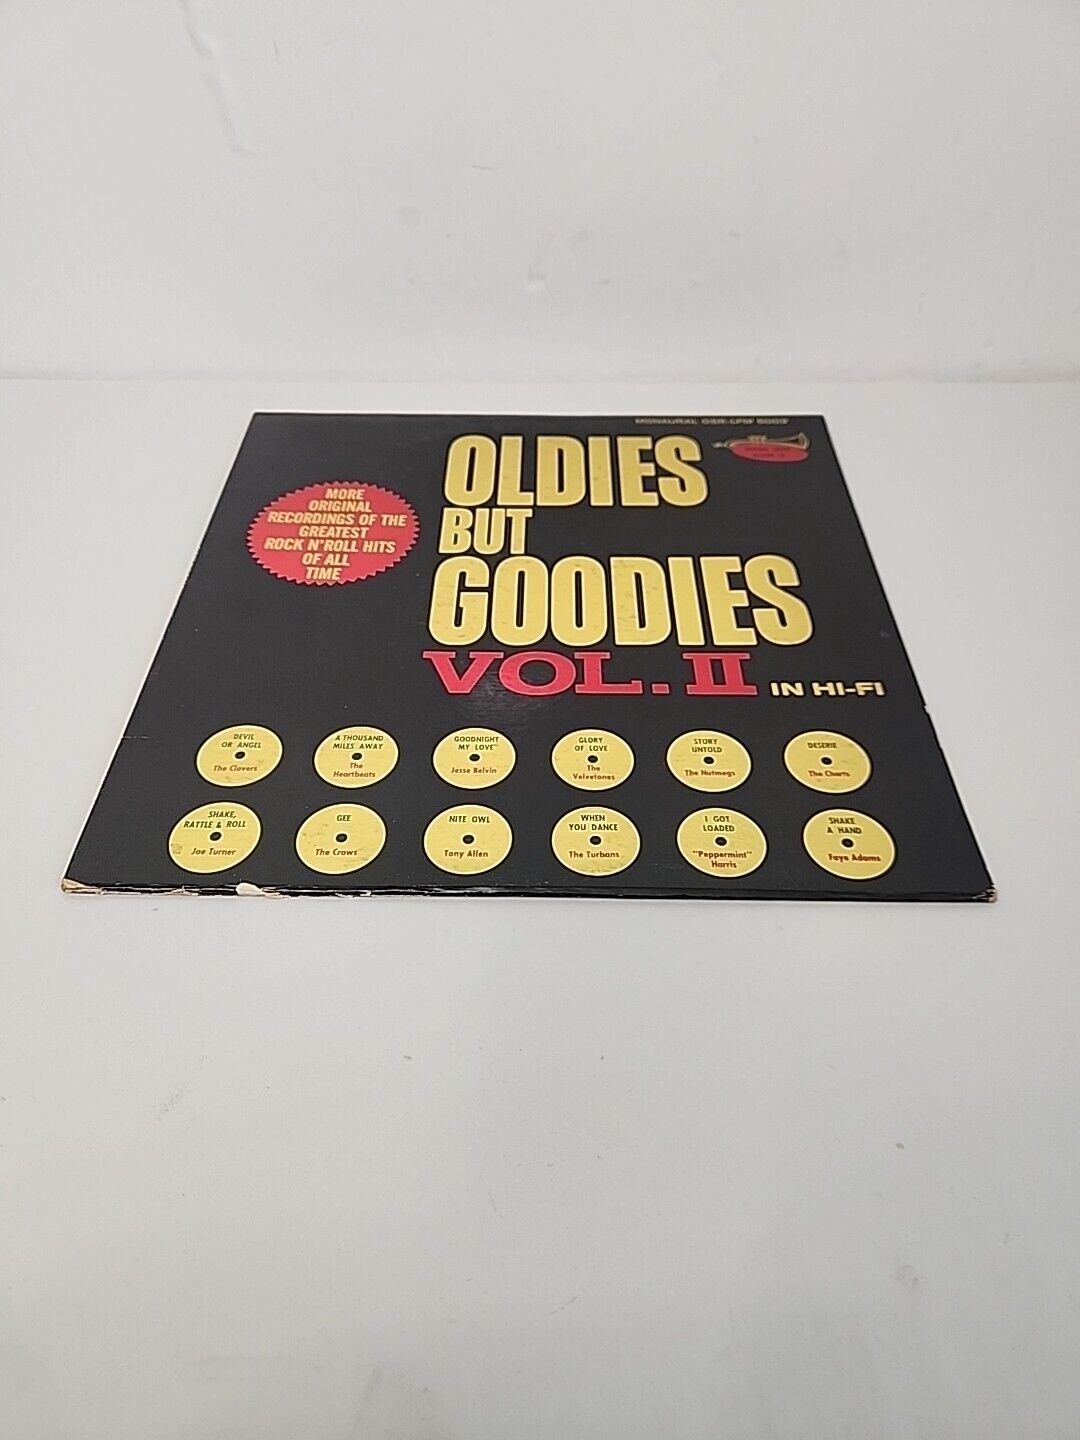 MONAURAL OSR-LPM 5003
OLDIES
BUT
GOODIES
VOL. II IN HI-FI
MORE
ORIGINAL
RECORDINGS OF THE
GREATEST
ROCK N'ROLL HITS
OF ALL
TIME
DEVIL
OR ANGEL
The Clovers
A THOUSAND
MILES AWAY
The
Heartbeats
GOODNIGHT
MY LOVE
Jesse Belvin
GLORY
OF LOVE
The
Velvetones
STORY
UNTOLD
The Nutmegs
DESERIE
The Charts
SHAKE,
RATTLE & ROLL
Joe Turner
GEE
The Crows
NITE OWL
Tony Allen
WHEN
YOU DANCE
The Turbans
I GOT
LOADED
"Peppermint"
Harris
SHAKE
A HAND
Faye Adams